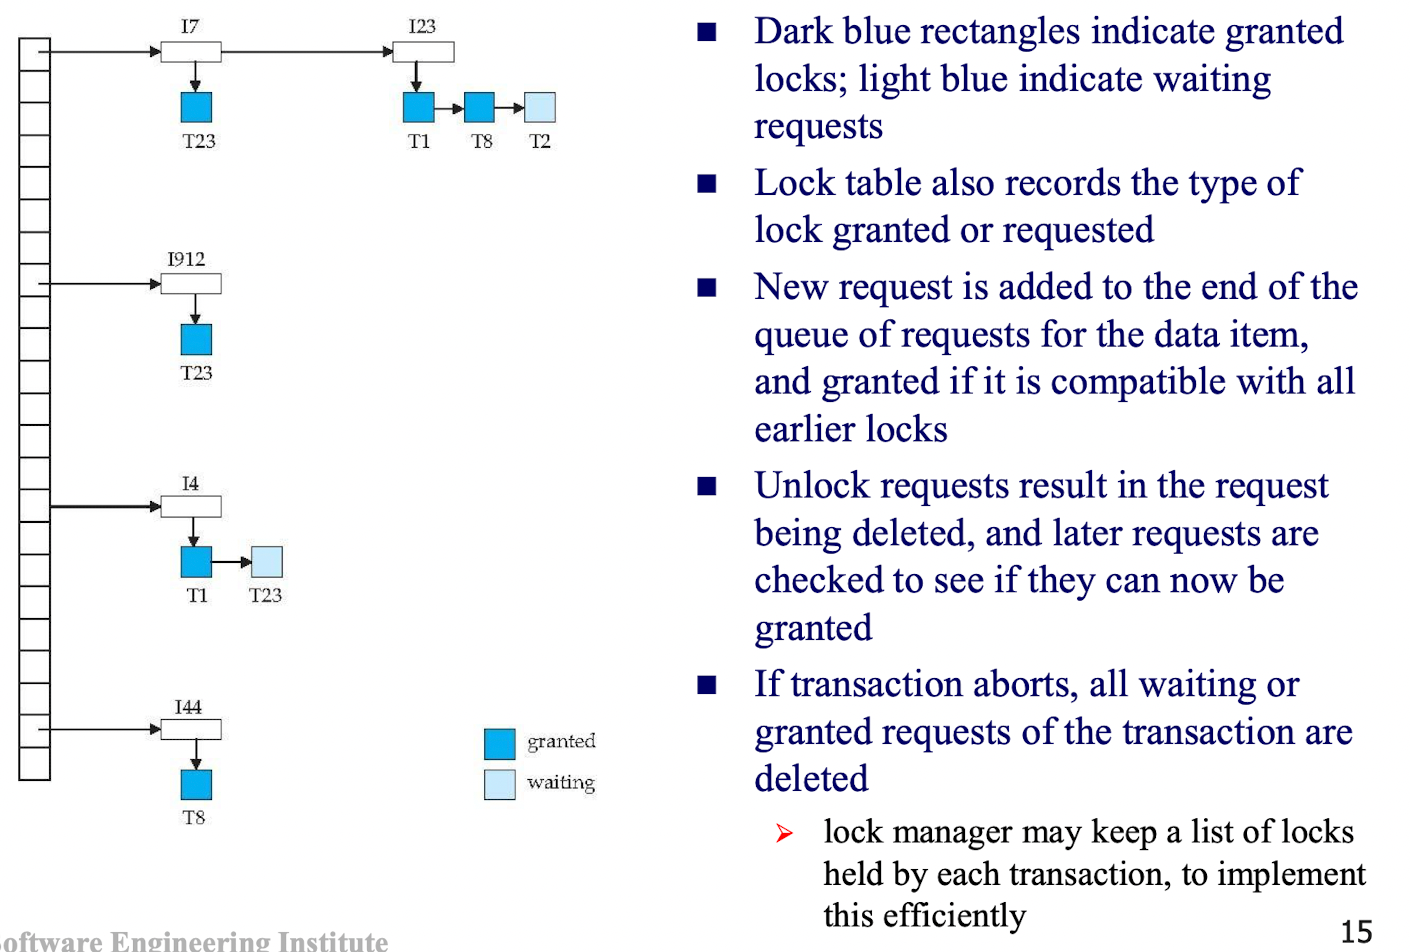 I7
I23
T23
T1
T8
T2
I912
T23
I4
T1
T23
I44
T8
granted
waiting
Dark blue rectangles indicate granted
locks; light blue indicate waiting
requests
Lock table also records the type of
lock granted or requested
New request is added to the end of the
queue of requests for the data item,
and granted if it is compatible with all
earlier locks
Unlock requests result in the request
being deleted, and later requests are
checked to see if they can now be
granted
If transaction aborts, all waiting or
granted requests of the transaction are
deleted
lock manager may keep a list of locks
held by each transaction, to implement
this efficiently
oftware Engineering Institute
15